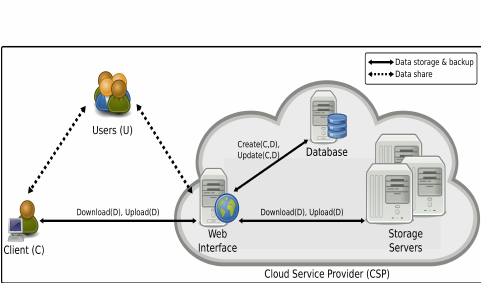 Data storage & backup
Data share
Users (U)
Create(C,D),
Update(C,D)
Database
Download(D), Upload(D)
Download(D), Upload(D)
Client (C)
Web
Interface
Storage
Servers
Cloud Service Provider (CSP)